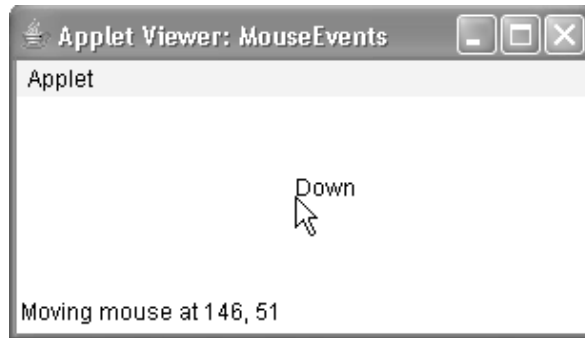 Applet Viewer: MouseEvents
Applet
Down
Moving mouse at 146, 51